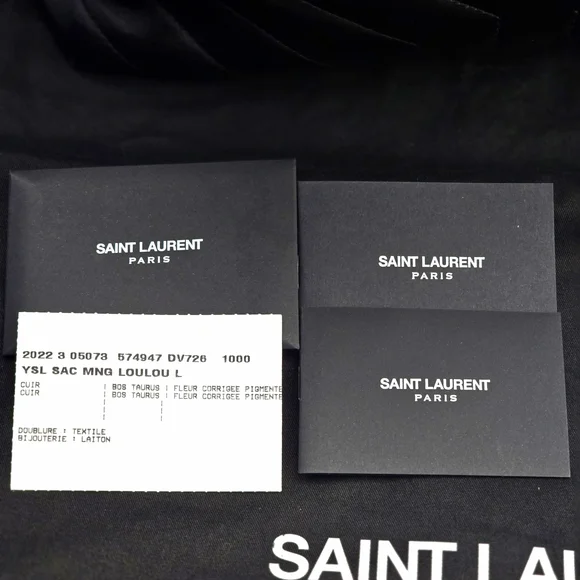 SAINT LAURENT
PARIS
SAINT LAURENT
PARIS
SAINT LAURENT
PARIS
2022 3 05073 574947 DV726 1000
YSL SAC MNG LOULOU L
CUIR | BOS TAURUS | FLEUR CORRIGEE PIGMENTE
CUIR | BOS TAURUS | FLEUR CORRIGEE PIGMENTE
DOUBLURE : TEXTILE
BIJOUTERIE : LAITON
SAINT LAU